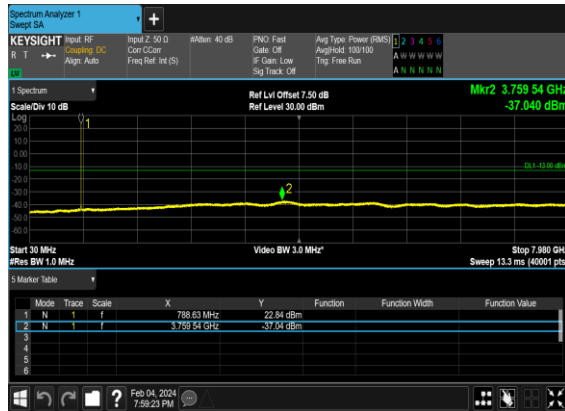 Spectrum Analyzer 1
Swept SA
+
KEYSIGHT Input: RF Input Z: 50 Ω #Atten: 40 dB PNO: Fast Avg Type: Power (RMS) 1 2 3 4 5 6
R T Coupling: DC Corr CCorr Gate: Off Avg|Hold: 100/100 A W W W W W
Align: Auto Freq Ref: Int (S) IF Gain: Low Trig: Free Run
Sig Track: Off A N N N N N
1 Spectrum Ref Lvl Offset 7.50 dB Mkr2 3.759 54 GHz
Scale/Div 10 dB Ref Level 30.00 dBm -37.040 dBm
Log
20.0
10.0
0.00
-10.0
-20.0
-30.0
-40.0
-50.0
-60.0
1
DL1 -13.00 dBm
2
Start 30 MHz Video BW 3.0 MHz* Stop 7.980 GHz
#Res BW 1.0 MHz Sweep 13.3 ms (40001 pts)
5 Marker Table
Mode Trace Scale X Y Function Function Width Function Value
1 N 1 f 788.63 MHz 22.84 dBm
2 N 1 f 3.759 54 GHz -37.04 dBm
3
4
5
6
? Feb 04, 2024
7:59:23 PM